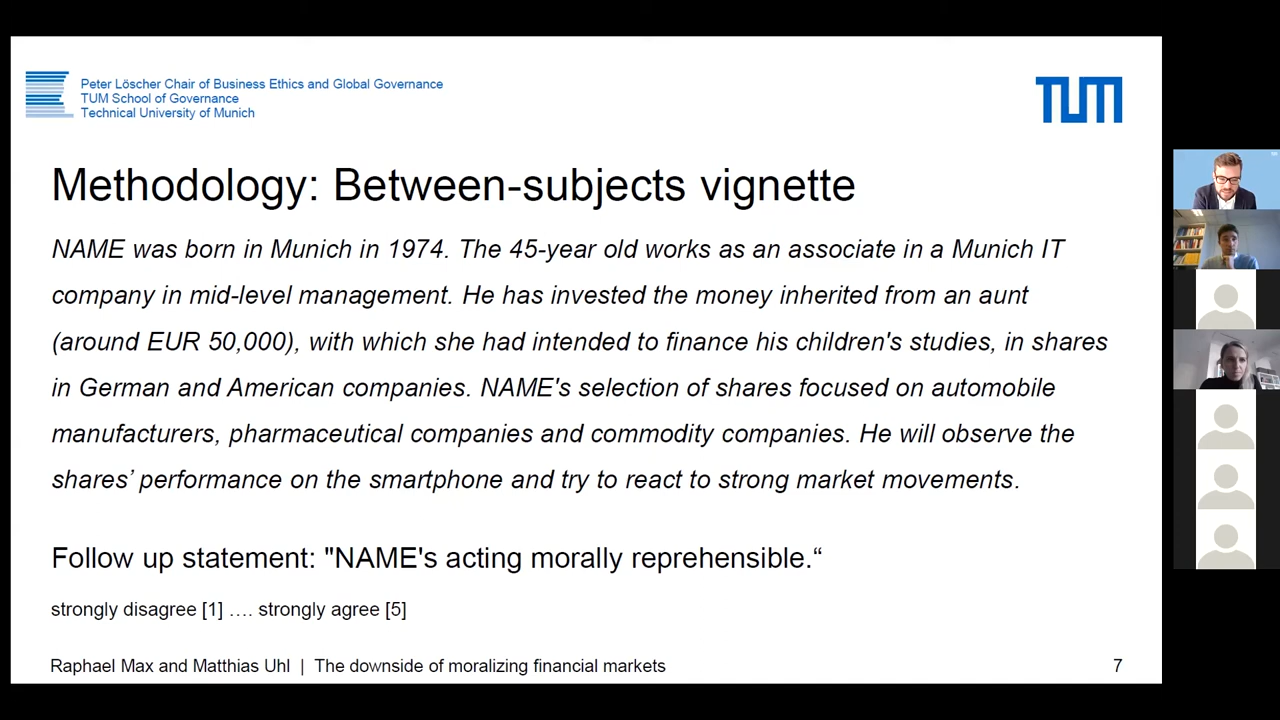 Peter Löscher Chair of Business Ethics and Global Governance
TUM School of Governance
Technical University of Munich
TUM
Methodology: Between-subjects vignette
NAME was born in Munich in 1974. The 45-year old works as an associate in a Munich IT
company in mid-level management. He has invested the money inherited from an aunt
(around EUR 50,000), with which she had intended to finance his children's studies, in shares
in German and American companies. NAME's selection of shares focused on automobile
manufacturers, pharmaceutical companies and commodity companies. He will observe the
shares’ performance on the smartphone and try to react to strong market movements.
Follow up statement: "NAME's acting morally reprehensible.“
strongly disagree [1] …. strongly agree [5]
Raphael Max and Matthias Uhl | The downside of moralizing financial markets
7